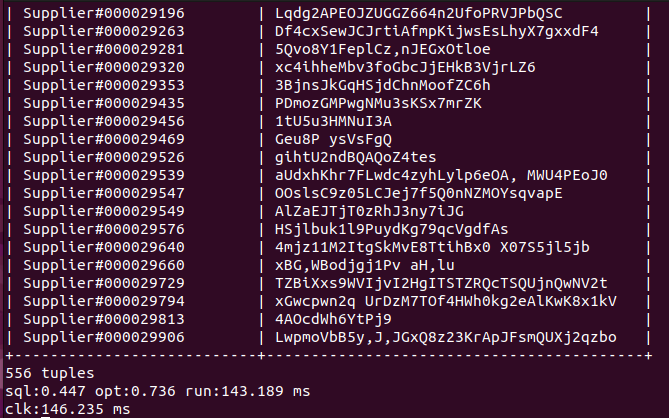 | Supplier#000029196 | Lqdg2APEOJZUGGZ664n2UfoPRVJPbQSC |
| Supplier#000029263 | Df4cxSewJCJrtiAfmpKijwsEsLhyX7gxxdF4 |
| Supplier#000029281 | 5Qvo8Y1FeplCz,nJEGxOtloe |
| Supplier#000029320 | xc4ihheMbv3foGbcJjEHkB3VjrLZ6 |
| Supplier#000029353 | 3BjnsJkGqHSjdChnMoofZC6h |
| Supplier#000029435 | PDmozGMPwgNMu3sKSx7mrZK |
| Supplier#000029456 | 1tU5u3HMNuI3A |
| Supplier#000029469 | Geu8P ysVsFgQ |
| Supplier#000029526 | gihtU2ndBQAQoZ4tes |
| Supplier#000029539 | aUdxhKhr7FLwdc4zyhLylp6eOA, MWU4PEoJ0 |
| Supplier#000029547 | OOslsC9z05LCJej7f5Q0nNZMOYsqvapE |
| Supplier#000029549 | AlZaEJTjT0zRhJ3ny7iJG |
| Supplier#000029576 | HSjlbuk1l9PuydKg79qcVgdfAs |
| Supplier#000029640 | 4mjz11M2ItgSkMvE8TtihBx0 X07S5jl5jb |
| Supplier#000029660 | xBG,WBodjgj1Pv aH,lu |
| Supplier#000029729 | TZBiXxs9WVIjvI2HgITSTZRQcTSQUjnQwNV2t |
| Supplier#000029794 | xGwcpwn2q UrDzM7TOf4HWh0kg2eAlKwK8x1kV |
| Supplier#000029813 | 4AOcdWh6YtPj9 |
| Supplier#000029906 | LwpmoVbB5y,J,JGxQ8z23KrApJFsmQUXj2qzbo |
+---------------------------+----------------------------------------+
556 tuples
sql:0.447 opt:0.736 run:143.189 ms
clk:146.235 ms